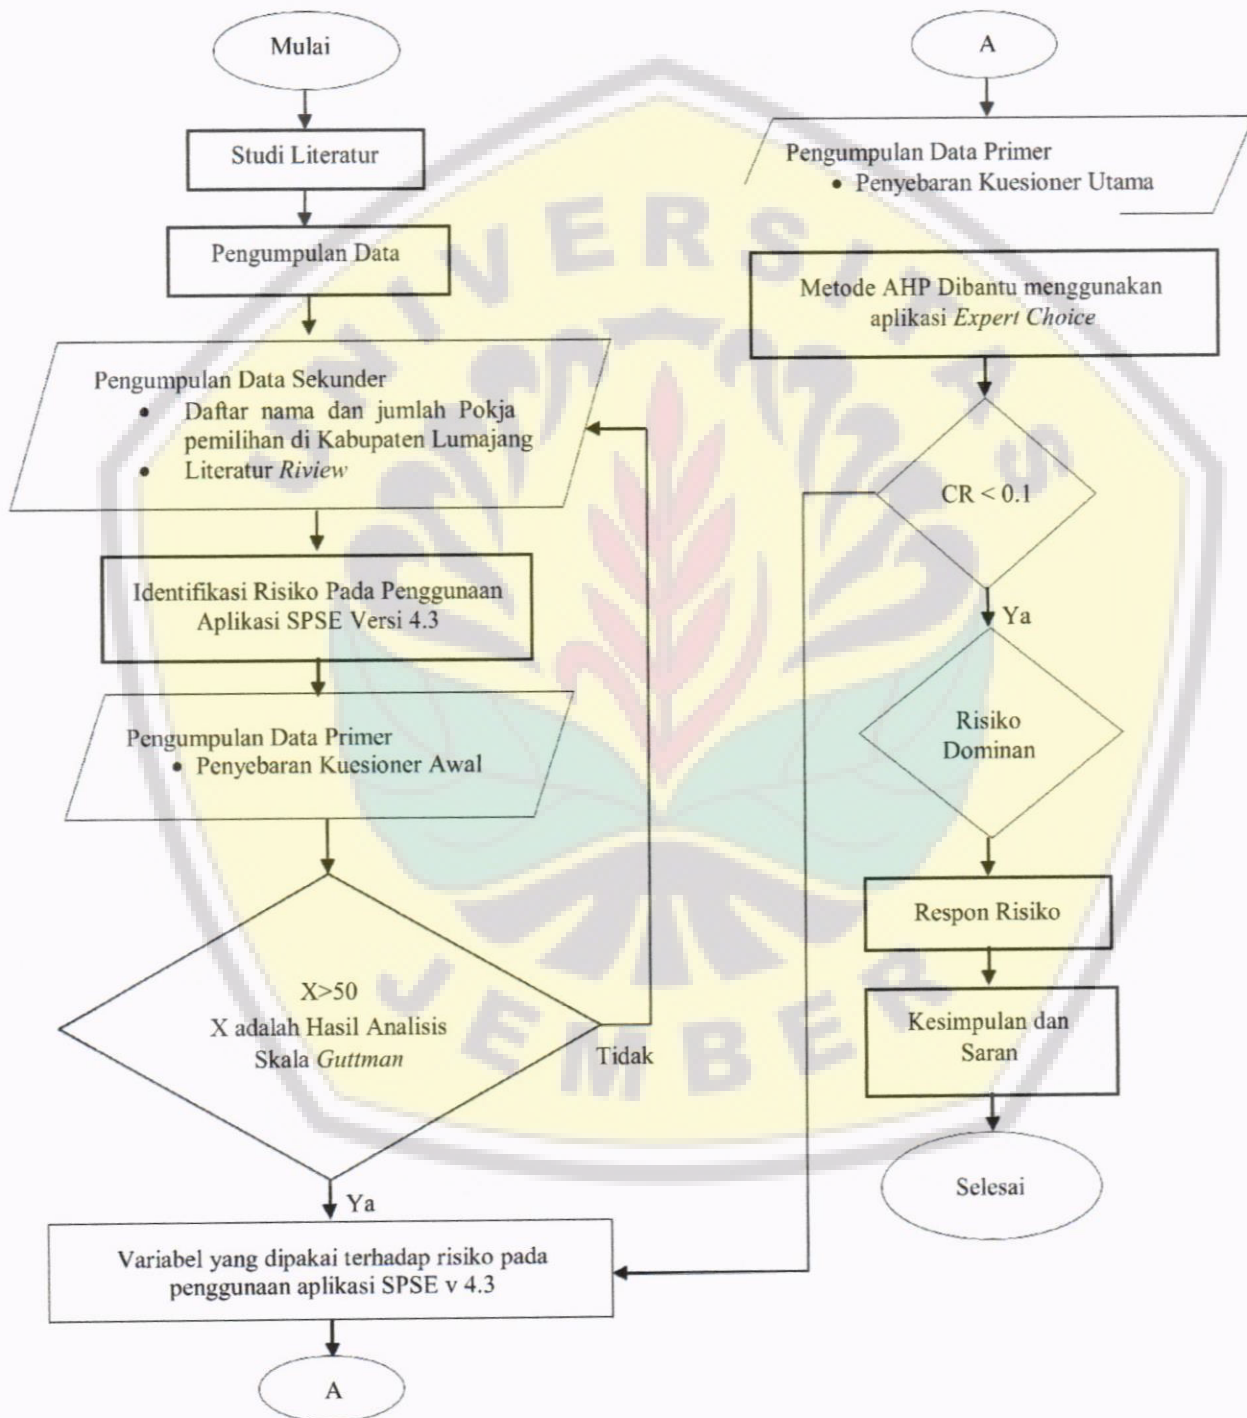 Mulai
Studi Literatur
Pengumpulan Data
Pengumpulan Data Sekunder
• Daftar nama dan jumlah Pokja
pemilihan di Kabupaten Lumajang
• Literatur Riview
Identifikasi Risiko Pada Penggunaan
Aplikasi SPSE Versi 4.3
Pengumpulan Data Primer
• Penyebaran Kuesioner Awal
X>50
X adalah Hasil Analisis
Skala Guttman
Tidak
Ya
Variabel yang dipakai terhadap risiko pada
penggunaan aplikasi SPSE v 4.3
A
A
Pengumpulan Data Primer
• Penyebaran Kuesioner Utama
Metode AHP Dibantu menggunakan
aplikasi Expert Choice
CR < 0.1
Ya
Risiko
Dominan
Respon Risiko
Kesimpulan dan
Saran
Selesai
UNIVERSITAS
JEMBER